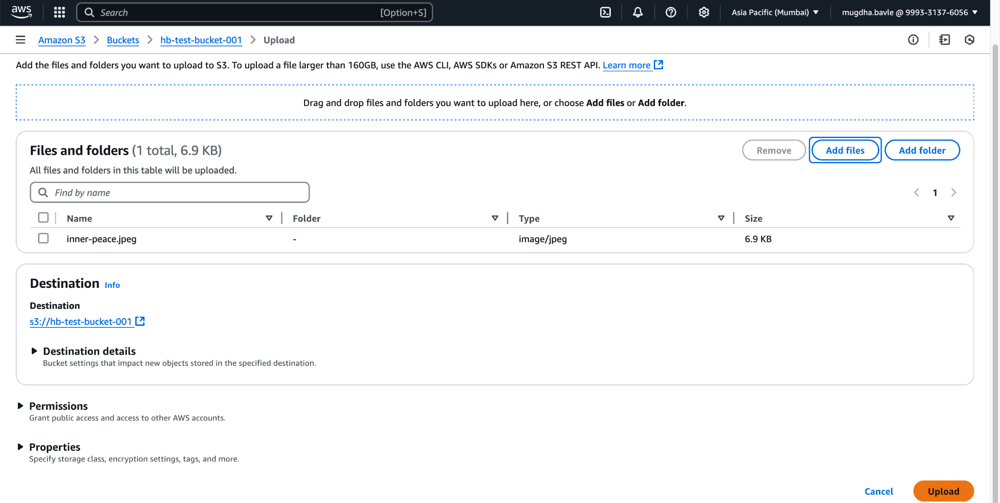 aws
Search [Option+S]
Asia Pacific (Mumbai) ▼
mugdha.bavle @ 9993-3137-6056 ▼
Amazon S3 > Buckets > hb-test-bucket-001 > Upload
Add the files and folders you want to upload to S3. To upload a file larger than 160GB, use the AWS CLI, AWS SDKs or Amazon S3 REST API. Learn more
Drag and drop files and folders you want to upload here, or choose Add files or Add folder.
Files and folders (1 total, 6.9 KB)
Remove
Add files
Add folder
All files and folders in this table will be uploaded.
Find by name
1
Name Folder Type Size
inner-peace.jpeg - image/jpeg 6.9 KB
Destination Info
Destination
s3://hb-test-bucket-001
Destination details
Bucket settings that impact new objects stored in the specified destination.
Permissions
Grant public access and access to other AWS accounts.
Properties
Specify storage class, encryption settings, tags, and more.
Cancel
Upload